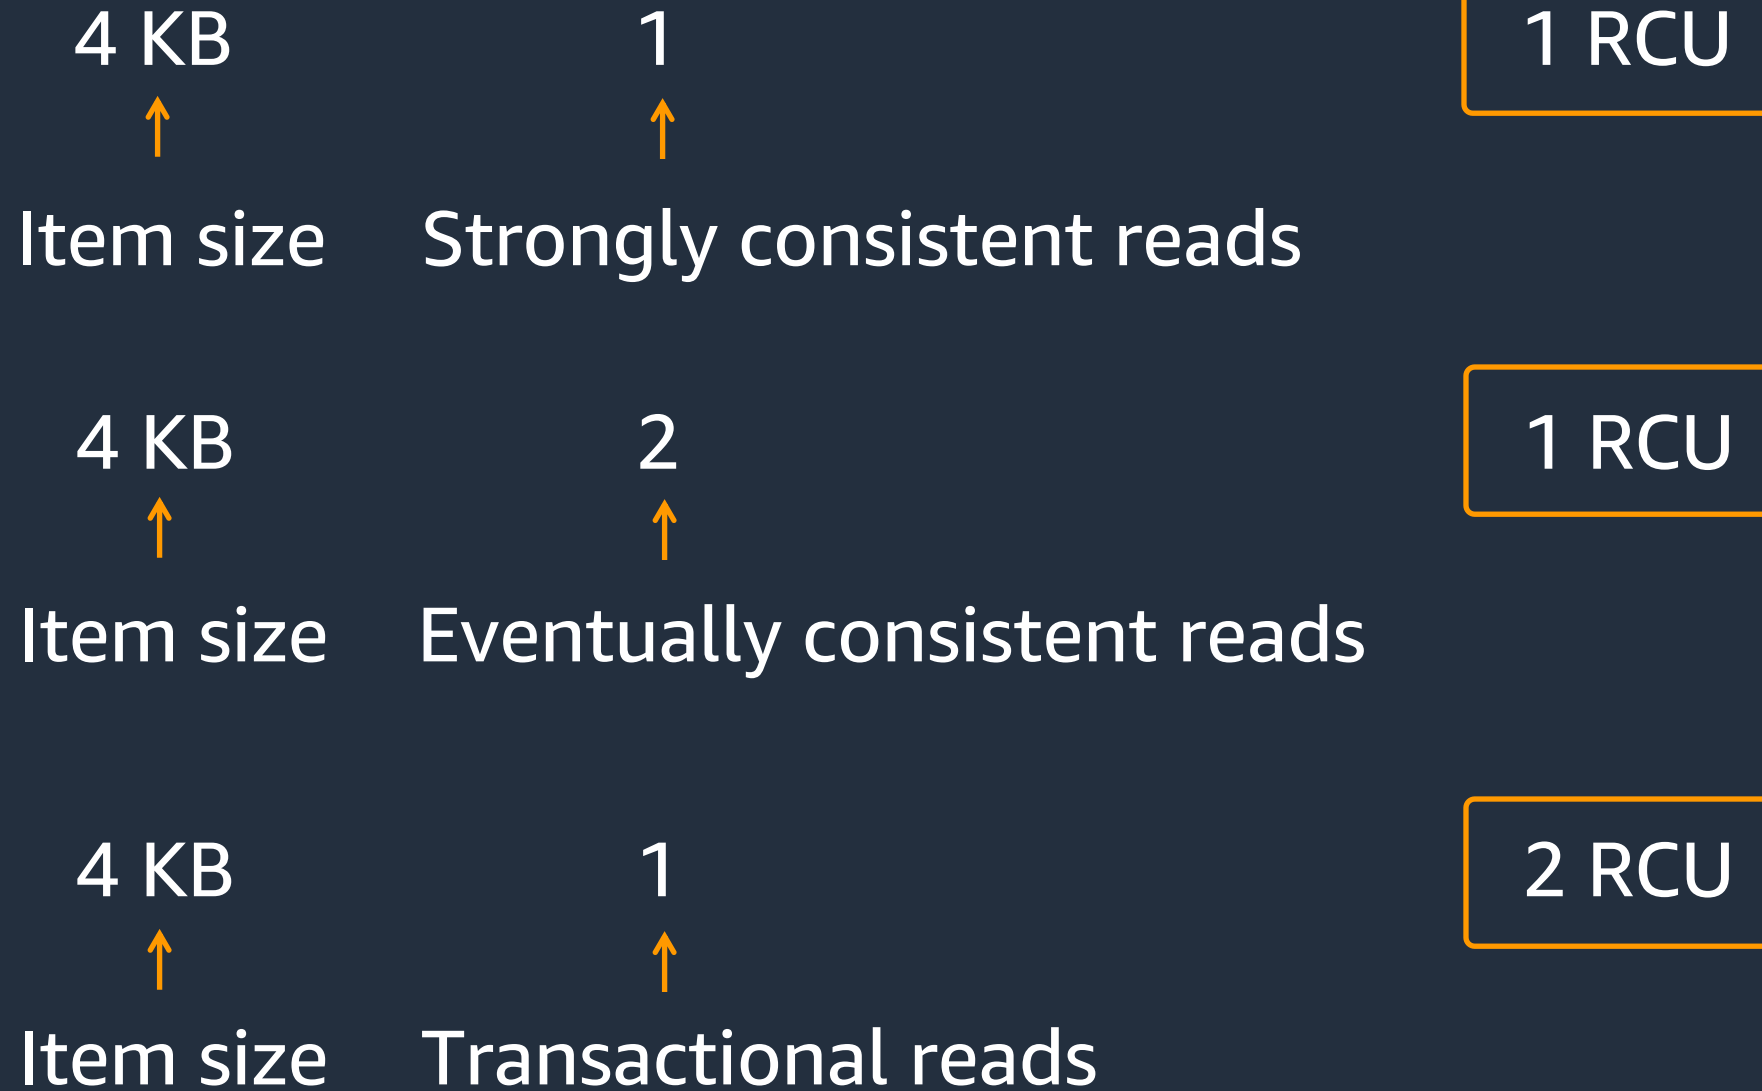 4 KB 1 1 RCU
Item size Strongly consistent reads
4 KB 2 1 RCU
Item size Eventually consistent reads
4 KB 1 2 RCU
Item size Transactional reads